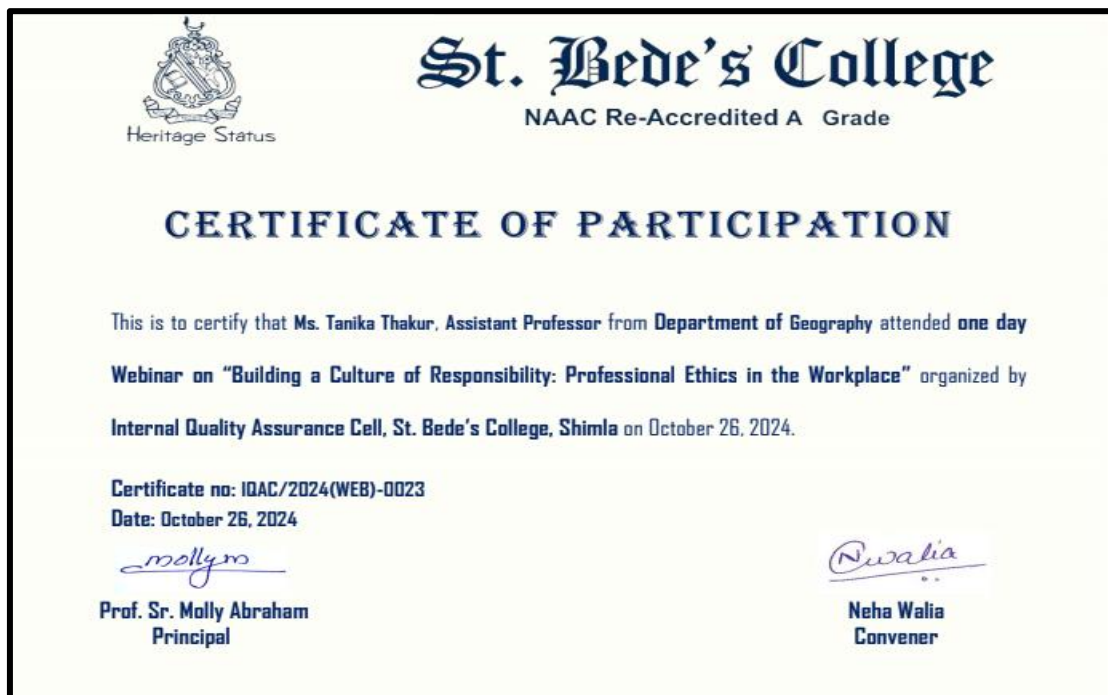 St. Bede's College
NAAC Re-Accredited A Grade
Heritage Status
CERTIFICATE OF PARTICIPATION
This is to certify that Ms. Tanika Thakur, Assistant Professor from Department of Geography attended one day
Webinar on “Building a Culture of Responsibility: Professional Ethics in the Workplace” organized by
Internal Quality Assurance Cell, St. Bede's College, Shimla on October 26, 2024.
Certificate no: IQAC/2024(WEB)-0023
Date: October 26, 2024
mollym
Nwalia
Prof. Sr. Molly Abraham
Neha Walia
Principal
Convener